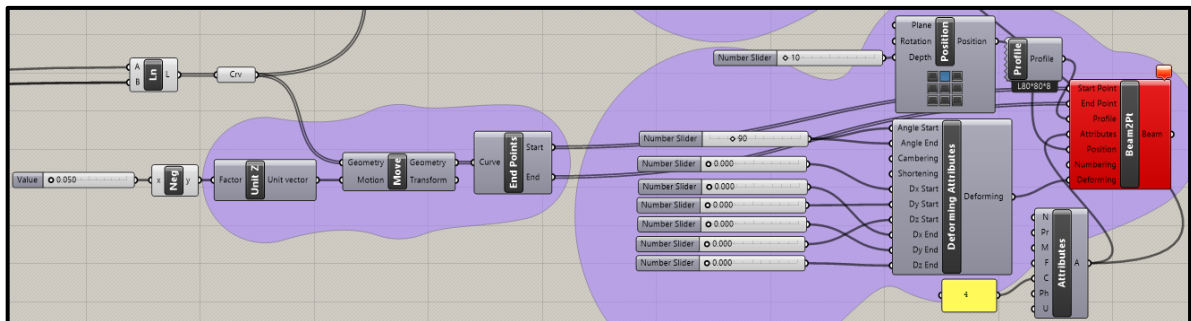 A
B
Ln
L
Crv
Value
0.050
x
Neg
y
Factor
Unit Z
Unit vector
Geometry
Motion
Move
Geometry
Transform
Curve
End Points
Start
End
Number Slider
10
Plane
Rotation
Depth
Position
Position
Profile
Profile
L80*80*8
Number Slider
90
Number Slider
0.000
Number Slider
0.000
Number Slider
0.000
Number Slider
0.000
Number Slider
0.000
Number Slider
0.000
Angle Start
Angle End
Cambering
Shortening
Dx Start
Dy Start
Dz Start
Dx End
Dy End
Dz End
Deforming Attributes
Deforming
Start Point
End Point
Profile
Attributes
Position
Numbering
Deforming
Beam2Pt
Beam
4
N
Pr
M
F
C
Ph
U
Attributes
A